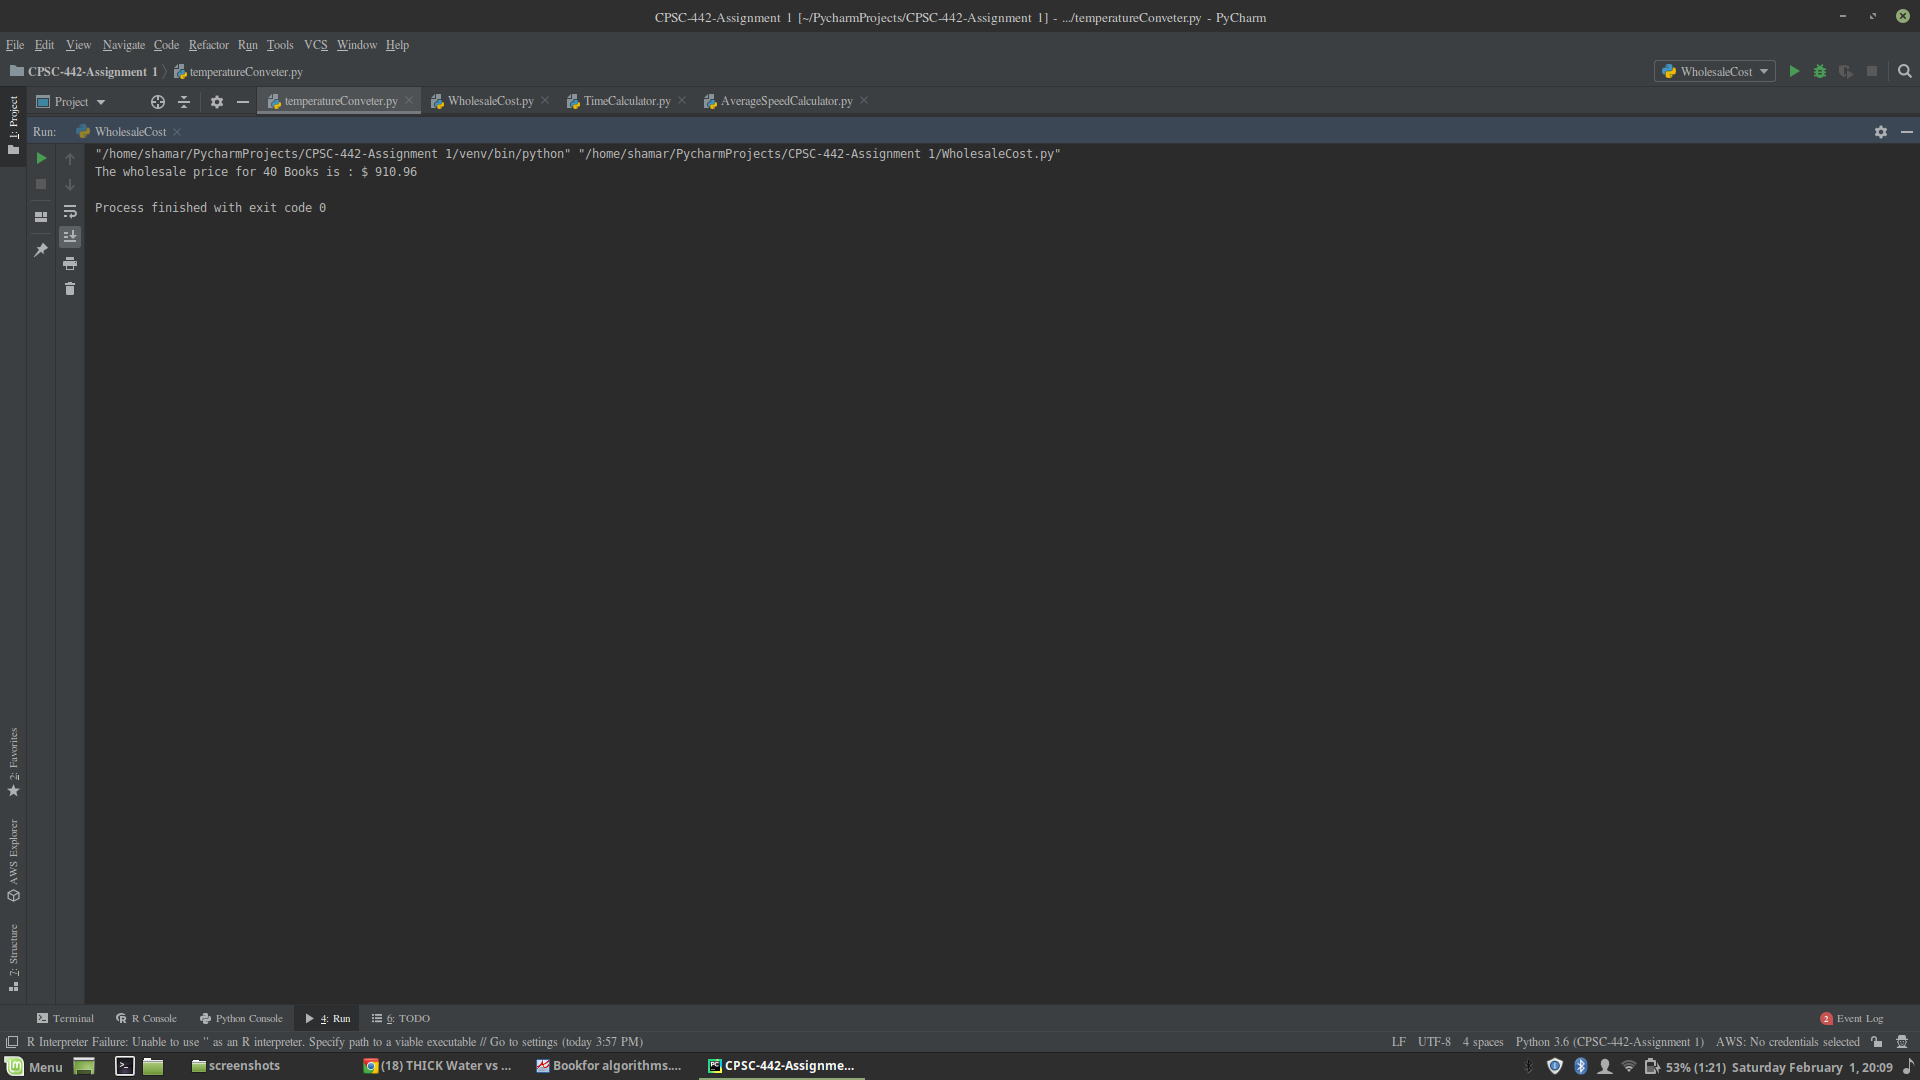 CPSC-442-Assignment 1 [~/PycharmProjects/CPSC-442-Assignment 1] - .../temperatureConveter.py - PyCharm
File Edit View Navigate Code Refactor Run Tools VCS Window Help
CPSC-442-Assignment 1 temperatureConveter.py WholesaleCost
1: Project
Project temperatureConveter.py WholesaleCost.py TimeCalculator.py AverageSpeedCalculator.py
Run: WholesaleCost
"/home/shamar/PycharmProjects/CPSC-442-Assignment 1/venv/bin/python" "/home/shamar/PycharmProjects/CPSC-442-Assignment 1/WholesaleCost.py"
The wholesale price for 40 Books is : $ 910.96
Process finished with exit code 0
2: Favorites
AWS Explorer
7: Structure
Terminal R Console Python Console 4: Run 6: TODO 2 Event Log
R Interpreter Failure: Unable to use '' as an R interpreter. Specify path to a viable executable // Go to settings (today 3:57 PM) LF UTF-8 4 spaces Python 3.6 (CPSC-442-Assignment 1) AWS: No credentials selected
Menu screenshots (18) THICK Water vs ... Bookfor algorithms.... CPSC-442-Assignme... 53% (1:21) Saturday February 1, 20:09